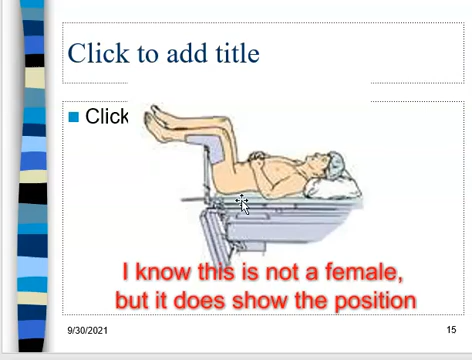 Click to add title
Click
I know this is not a female,
but it does show the position
9/30/2021
15